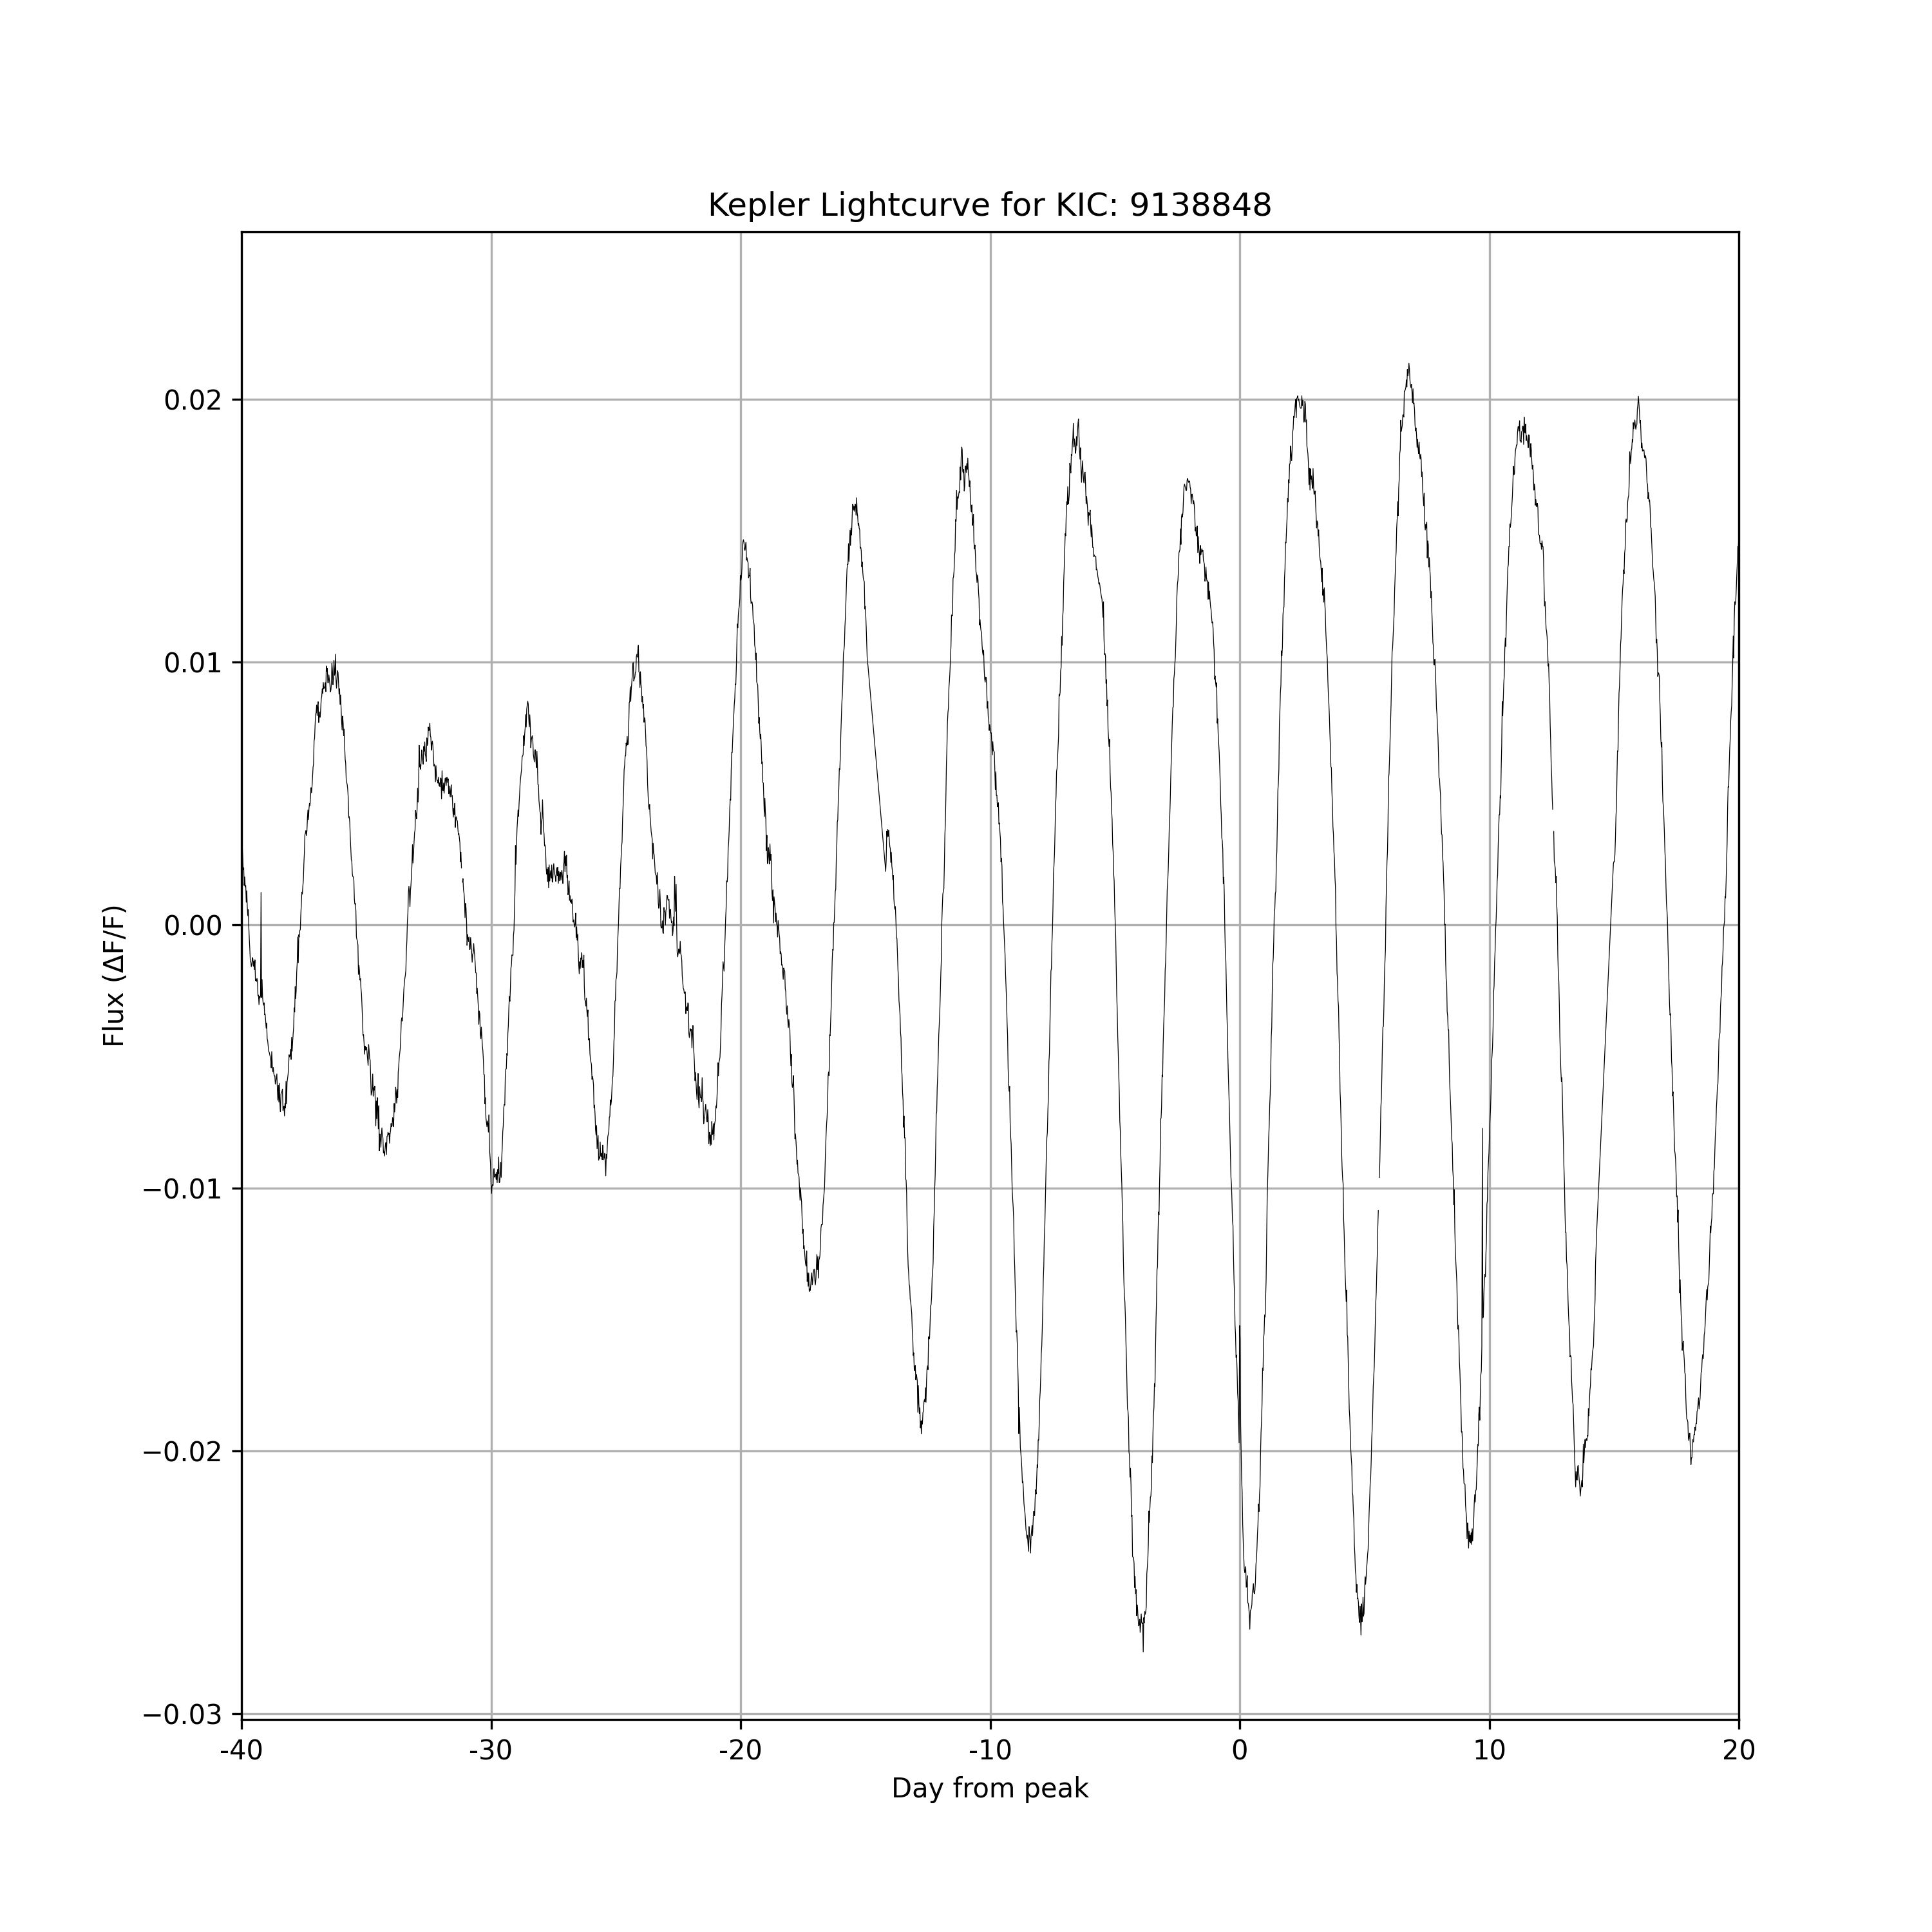 Kepler Lightcurve for KIC: 9138848
Flux (ΔF/F)
0.02
0.01
0.00
−0.01
−0.02
−0.03
-40 -30 -20 -10 0 10 20
Day from peak